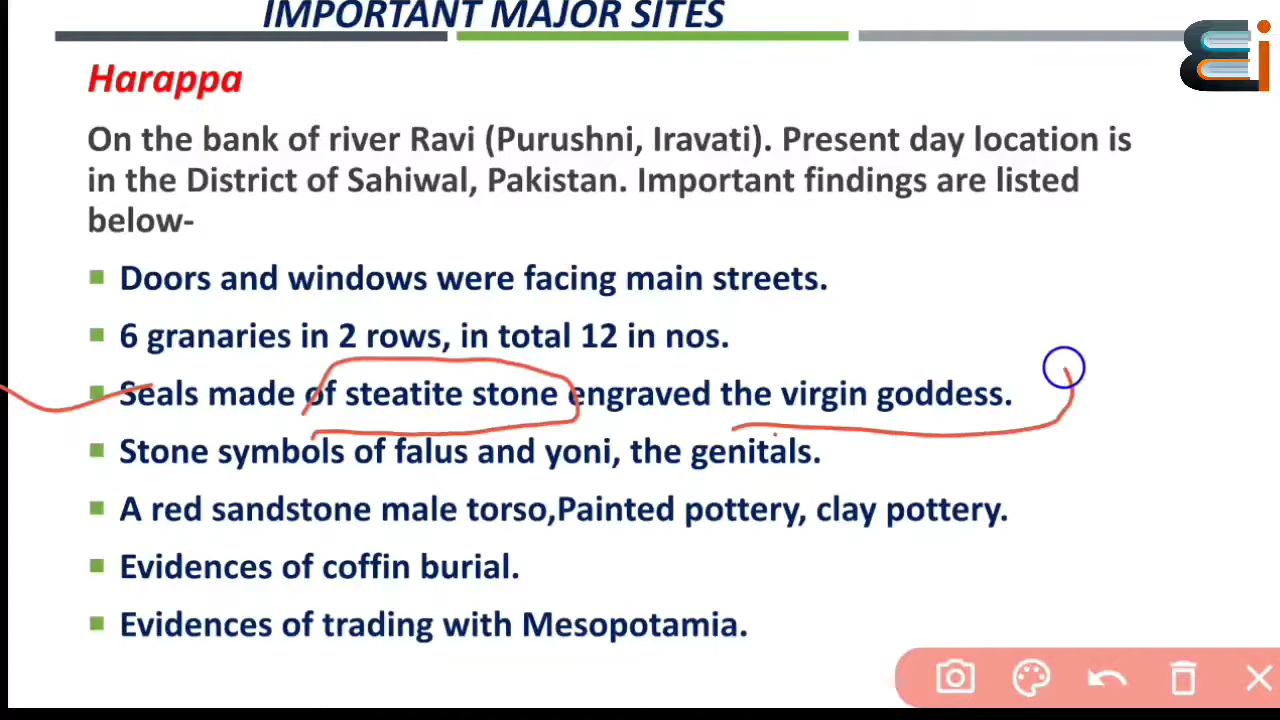 IMPORTANT MAJOR SITES
Harappa
On the bank of river Ravi (Purushni, Iravati). Present day location is
in the District of Sahiwal, Pakistan. Important findings are listed
below-
Doors and windows were facing main streets.
6 granaries in 2 rows, in total 12 in nos.
Seals made of steatite stone engraved the virgin goddess.
Stone symbols of falus and yoni, the genitals.
A red sandstone male torso,Painted pottery, clay pottery.
Evidences of coffin burial.
Evidences of trading with Mesopotamia.
Ei